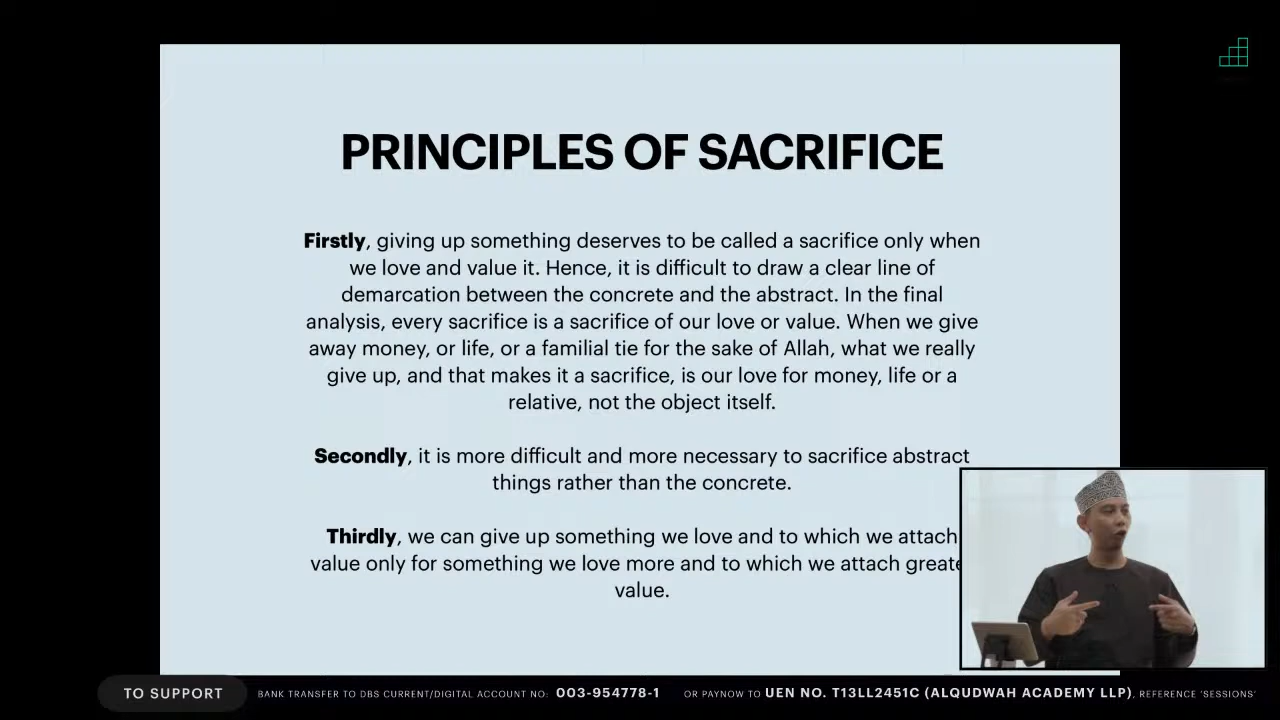 PRINCIPLES OF SACRIFICE
Firstly, giving up something deserves to be called a sacrifice only when
we love and value it. Hence, it is difficult to draw a clear line of
demarcation between the concrete and the abstract. In the final
analysis, every sacrifice is a sacrifice of our love or value. When we give
away money, or life, or a familial tie for the sake of Allah, what we really
give up, and that makes it a sacrifice, is our love for money, life or a
relative, not the object itself.
Secondly, it is more difficult and more necessary to sacrifice abstract
things rather than the concrete.
Thirdly, we can give up something we love and to which we attach
value only for something we love more and to which we attach greate
value.
TO SUPPORT BANK TRANSFER TO DBS CURRENT/DIGITAL ACCOUNT NO: 003-954778-1 OR PAYNOW TO UEN NO. T13LL2451C (ALQUDWAH ACADEMY LLP), REFERENCE 'SESSIONS'